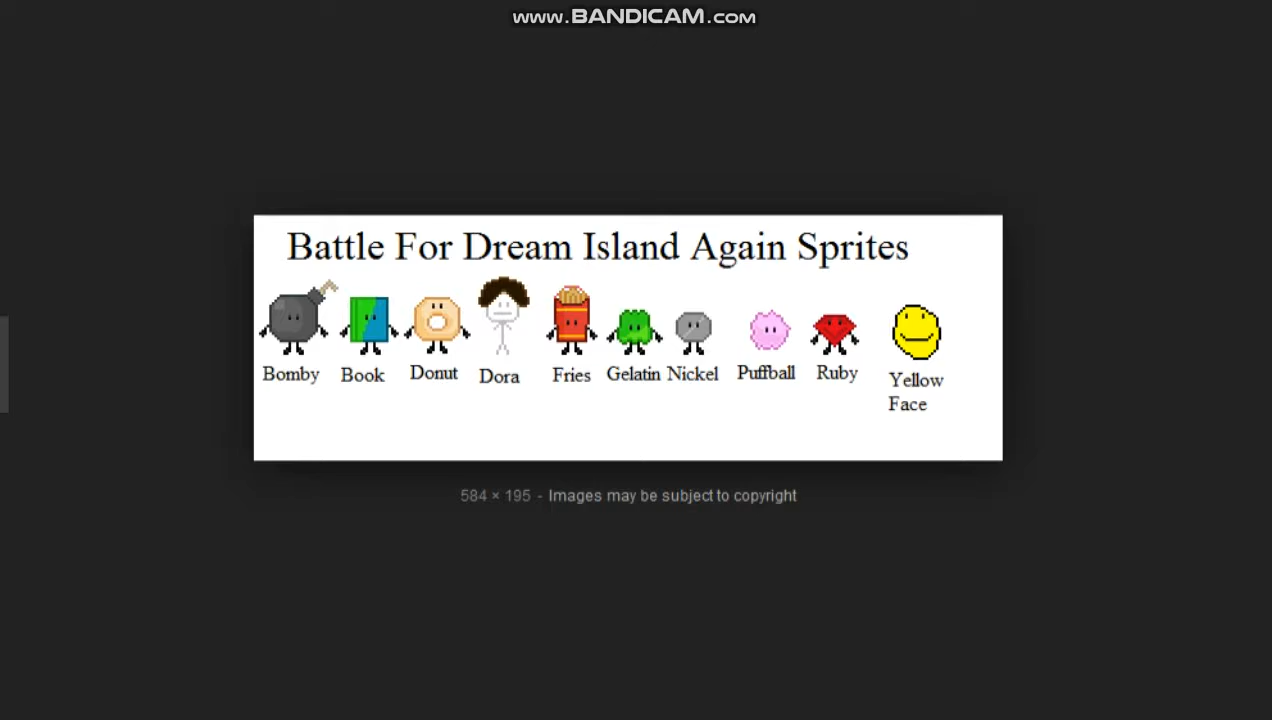 www.BANDICAM.com
Battle For Dream Island Again Sprites
Bomby Book Donut Dora Fries Gelatin Nickel Puffball Ruby Yellow
Face
584 × 195 - Images may be subject to copyright